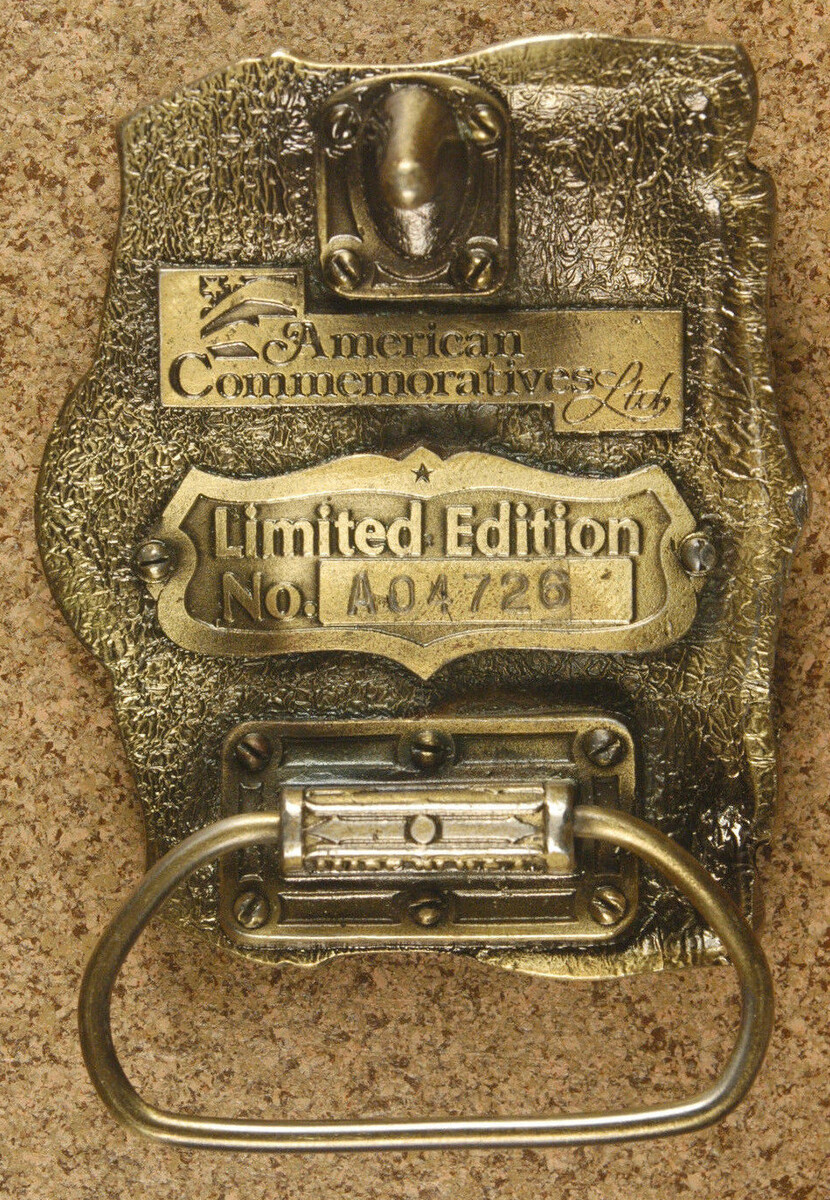 American
Commemoratives Ltd.
Limited Edition
No. A04726